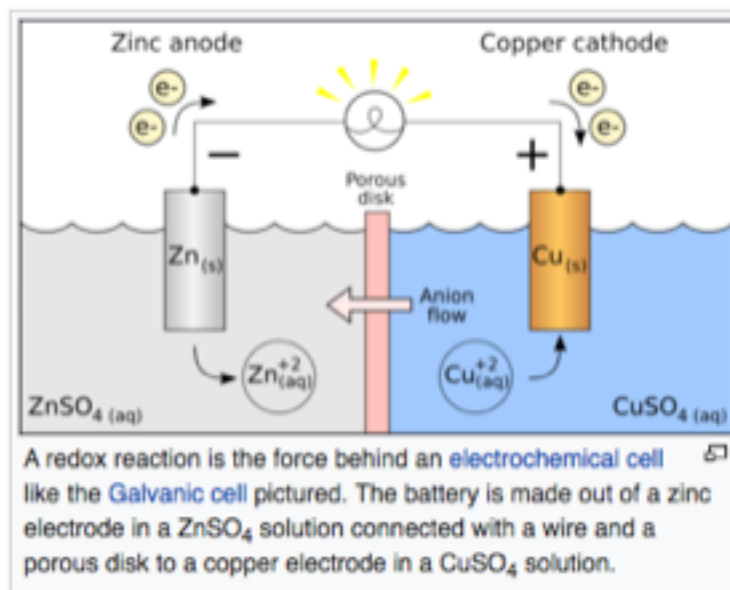 Zinc anode
Copper cathode
e-
e-
e-
e-
−
+
Porous
disk
Zn(s)
Cu(s)
Anion
flow
Zn+2(aq)
Cu+2(aq)
ZnSO4 (aq)
CuSO4 (aq)
A redox reaction is the force behind an electrochemical cell
like the Galvanic cell pictured. The battery is made out of a zinc
electrode in a ZnSO4 solution connected with a wire and a
porous disk to a copper electrode in a CuSO4 solution.